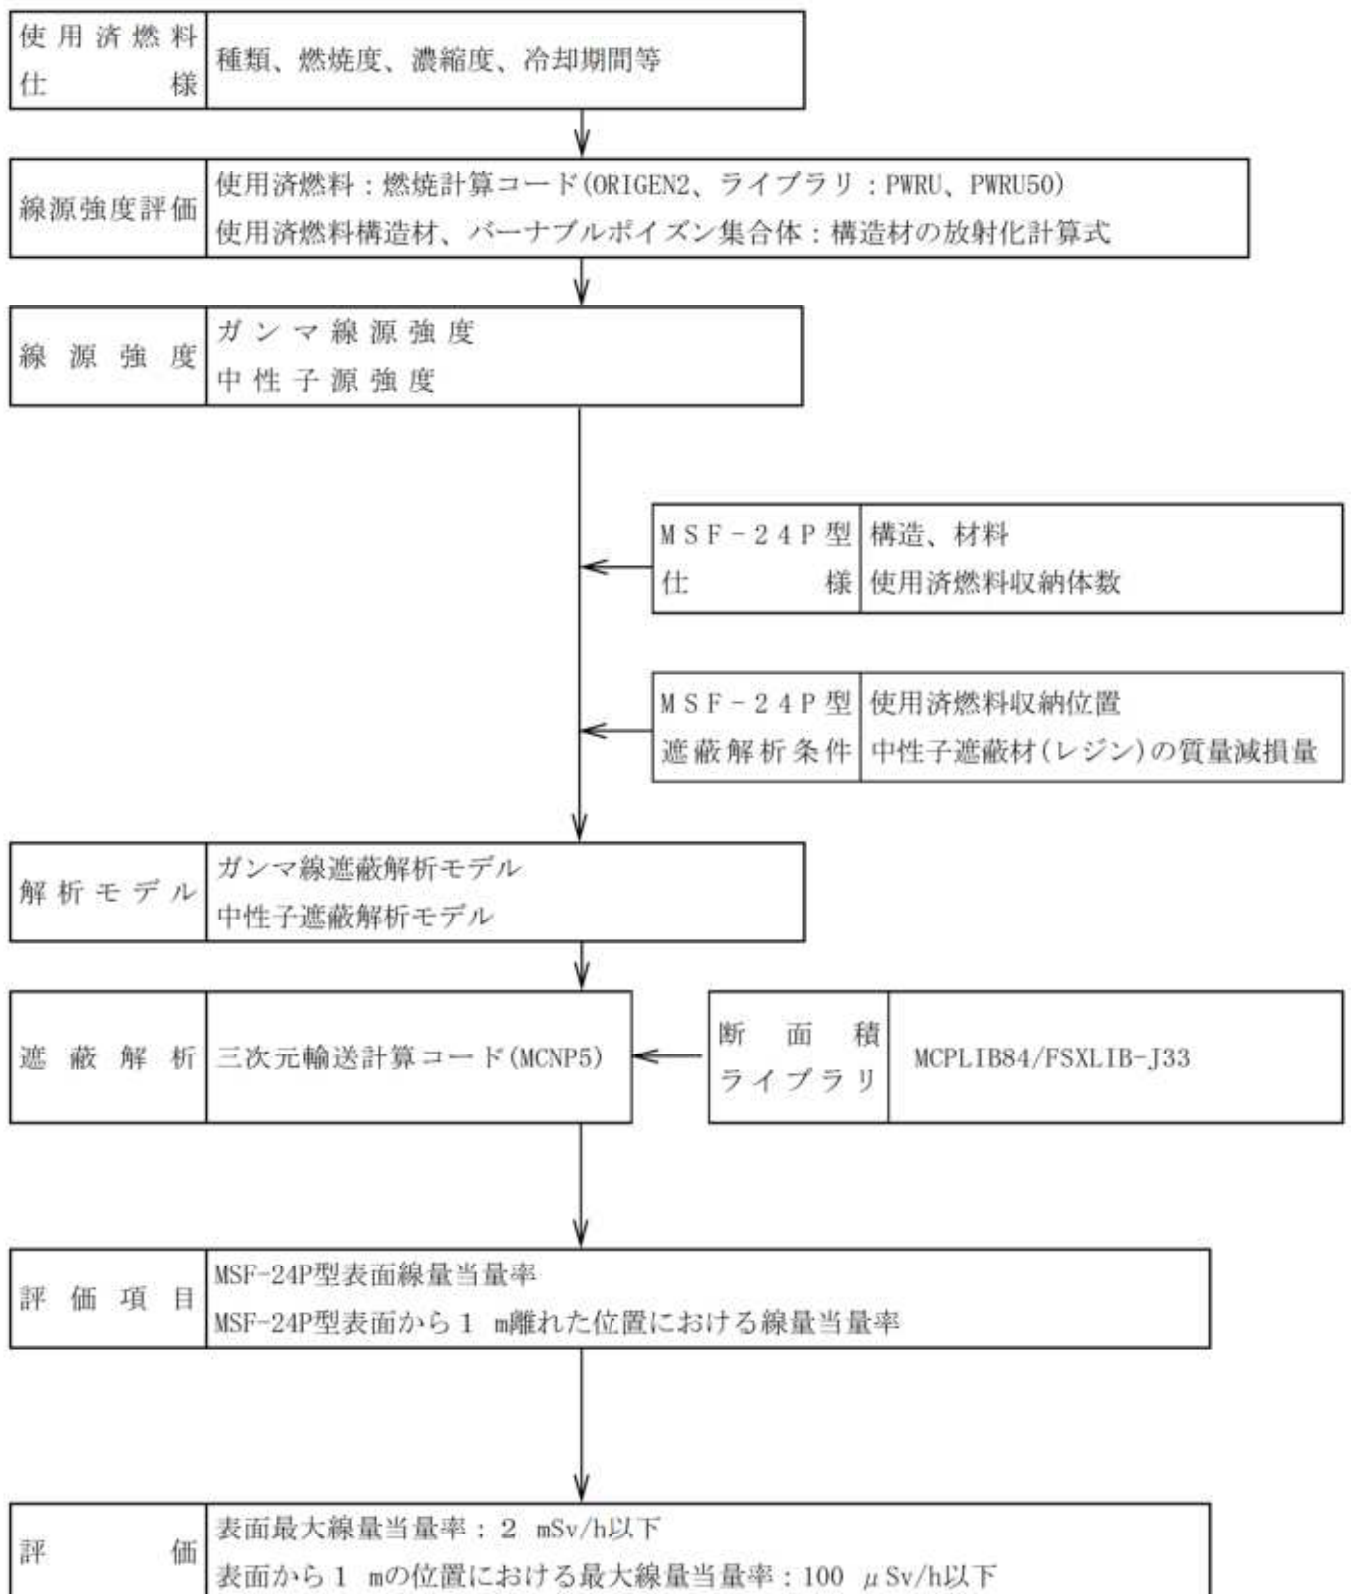 使用済燃料
仕様
種類、燃焼度、濃縮度、冷却期間等
線源強度評価
使用済燃料：燃焼計算コード(ORIGEN2、ライブラリ：PWRU、PWRU50)
使用済燃料構造材、バーナブルポイズン集合体：構造材の放射化計算式
線源強度
ガンマ線源強度
中性子源強度
MSF-24P型
仕様
構造、材料
使用済燃料収納体数
MSF-24P型
遮蔽解析条件
使用済燃料収納位置
中性子遮蔽材(レジン)の質量減損量
解析モデル
ガンマ線遮蔽解析モデル
中性子遮蔽解析モデル
遮蔽解析
三次元輸送計算コード(MCNP5)
断面積
ライブラリ
MCPLIB84/FSXLIB-J33
評価項目
MSF-24P型表面線量当量率
MSF-24P型表面から１ m離れた位置における線量当量率
評価
表面最大線量当量率：２ mSv/h以下
表面から１ mの位置における最大線量当量率：100 μSv/h以下